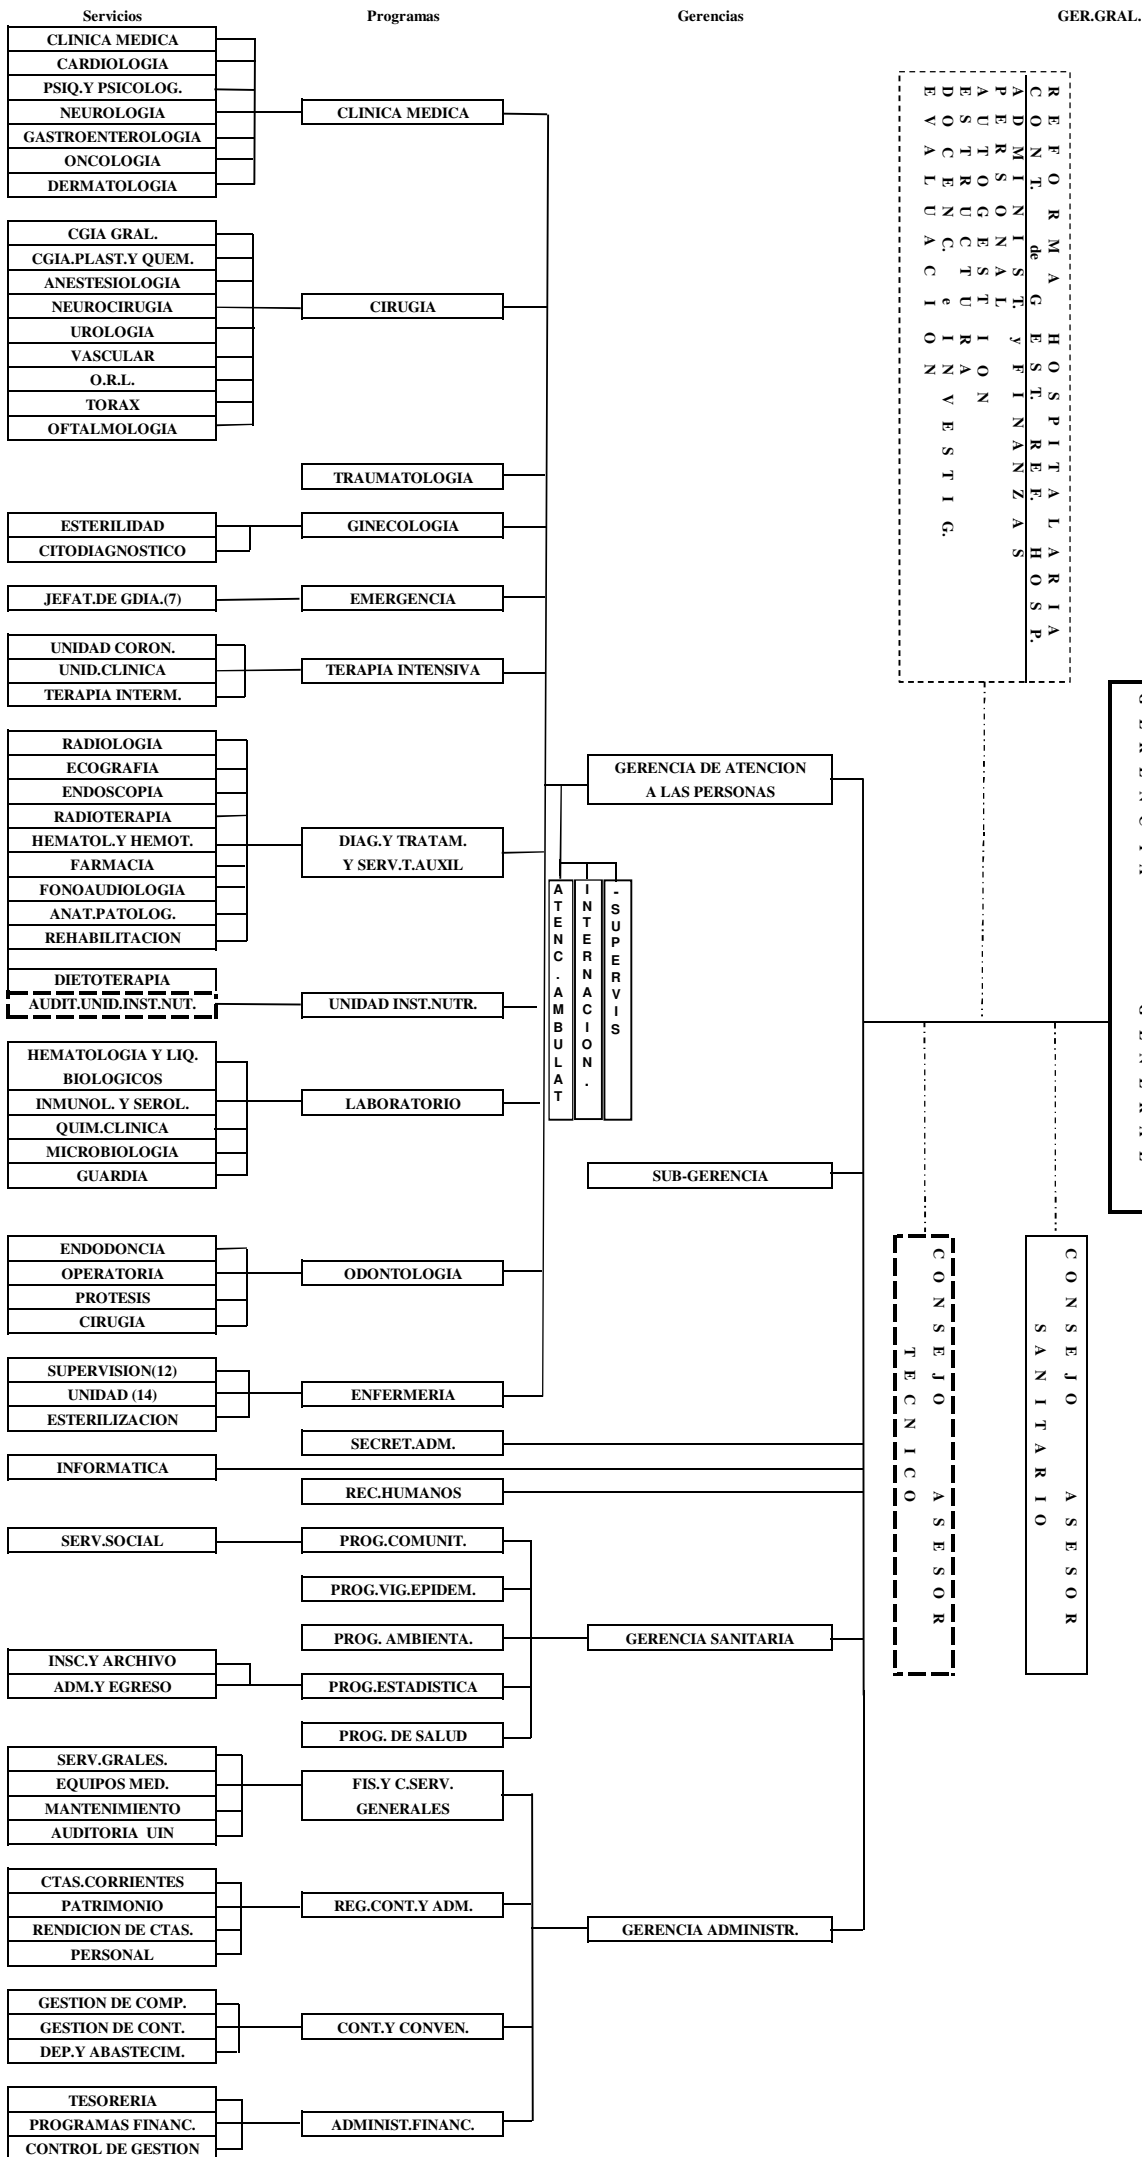 Servicios
Programas
Gerencias
GER.GRAL.
CLINICA MEDICA
CARDIOLOGIA
PSIQ.Y PSICOLOG.
NEUROLOGIA
GASTROENTEROLOGIA
ONCOLOGIA
DERMATOLOGIA
CLINICA MEDICA
CGIA GRAL.
CGIA.PLAST.Y QUEM.
ANESTESIOLOGIA
NEUROCIRUGIA
UROLOGIA
VASCULAR
O.R.L.
TORAX
OFTALMOLOGIA
CIRUGIA
TRAUMATOLOGIA
ESTERILIDAD
CITODIAGNOSTICO
GINECOLOGIA
JEFAT.DE GDIA.(7)
EMERGENCIA
UNIDAD CORON.
UNID.CLINICA
TERAPIA INTERM.
TERAPIA INTENSIVA
RADIOLOGIA
ECOGRAFIA
ENDOSCOPIA
RADIOTERAPIA
HEMATOL.Y HEMOT.
FARMACIA
FONOAUDIOLOGIA
ANAT.PATOLOG.
REHABILITACION
DIAG.Y TRATAM.
Y SERV.T.AUXIL
DIETOTERAPIA
AUDIT.UNID.INST.NUT.
UNIDAD INST.NUTR.
HEMATOLOGIA Y LIQ.
BIOLOGICOS
INMUNOL. Y SEROL.
QUIM.CLINICA
MICROBIOLOGIA
GUARDIA
LABORATORIO
ENDODONCIA
OPERATORIA
PROTESIS
CIRUGIA
ODONTOLOGIA
SUPERVISION(12)
UNIDAD (14)
ESTERILIZACION
ENFERMERIA
SECRET.ADM.
INFORMATICA
REC.HUMANOS
SERV.SOCIAL
PROG.COMUNIT.
PROG.VIG.EPIDEM.
PROG. AMBIENTA.
INSC.Y ARCHIVO
ADM.Y EGRESO
PROG.ESTADISTICA
PROG. DE SALUD
SERV.GRALES.
EQUIPOS MED.
MANTENIMIENTO
AUDITORIA UIN
FIS.Y C.SERV.
GENERALES
CTAS.CORRIENTES
PATRIMONIO
RENDICION DE CTAS.
PERSONAL
REG.CONT.Y ADM.
GESTION DE COMP.
GESTION DE CONT.
DEP.Y ABASTECIM.
CONT.Y CONVEN.
TESORERIA
PROGRAMAS FINANC.
CONTROL DE GESTION
ADMINIST.FINANC.
GERENCIA DE ATENCION
A LAS PERSONAS
ATENC.AMBULAT
INTERNACION.
-SUPERVIS
SUB-GERENCIA
GERENCIA SANITARIA
GERENCIA ADMINISTR.
REFORMA HOSPITALARIA
CONT. de GEST. REF. HOSP.
ADMINIST. y FINANZAS
PERSONAL
AUTOGESTION
ESTRUCTURA
DOCENC. e INVESTIG.
EVALUACION
GERENCIA GENERAL
CONSEJO ASESOR
TECNICO
CONSEJO ASESOR
SANITARIO